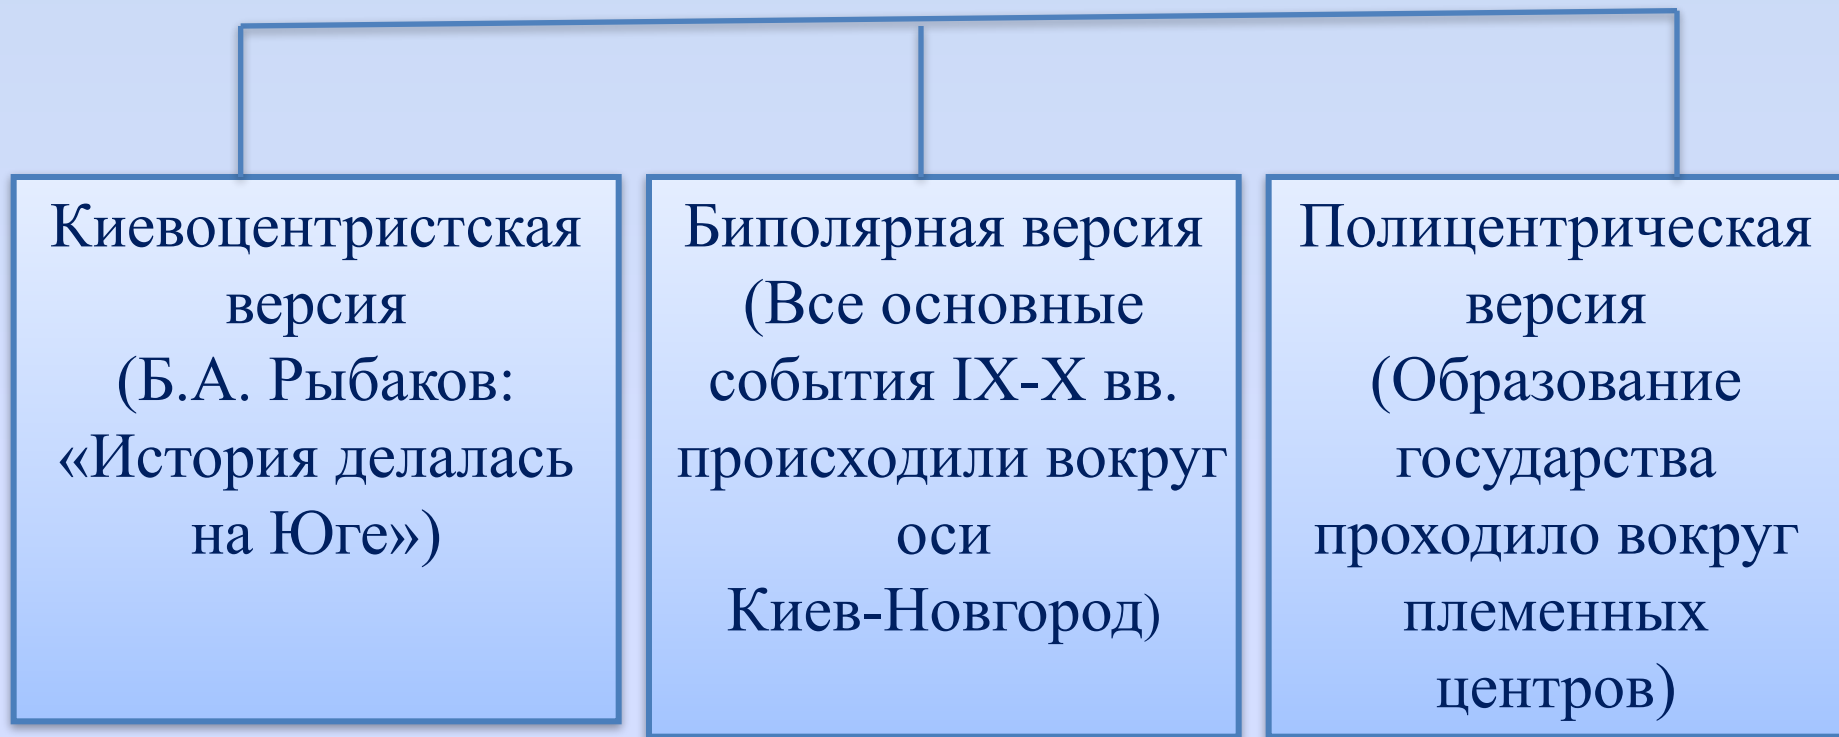 Киевоцентристская
версия
(Б.А. Рыбаков:
«История делалась
на Юге»)
Биполярная версия
(Все основные
события IX-X вв.
происходили вокруг
оси
Киев-Новгород)
Полицентрическая
версия
(Образование
государства
проходило вокруг
племенных
центров)